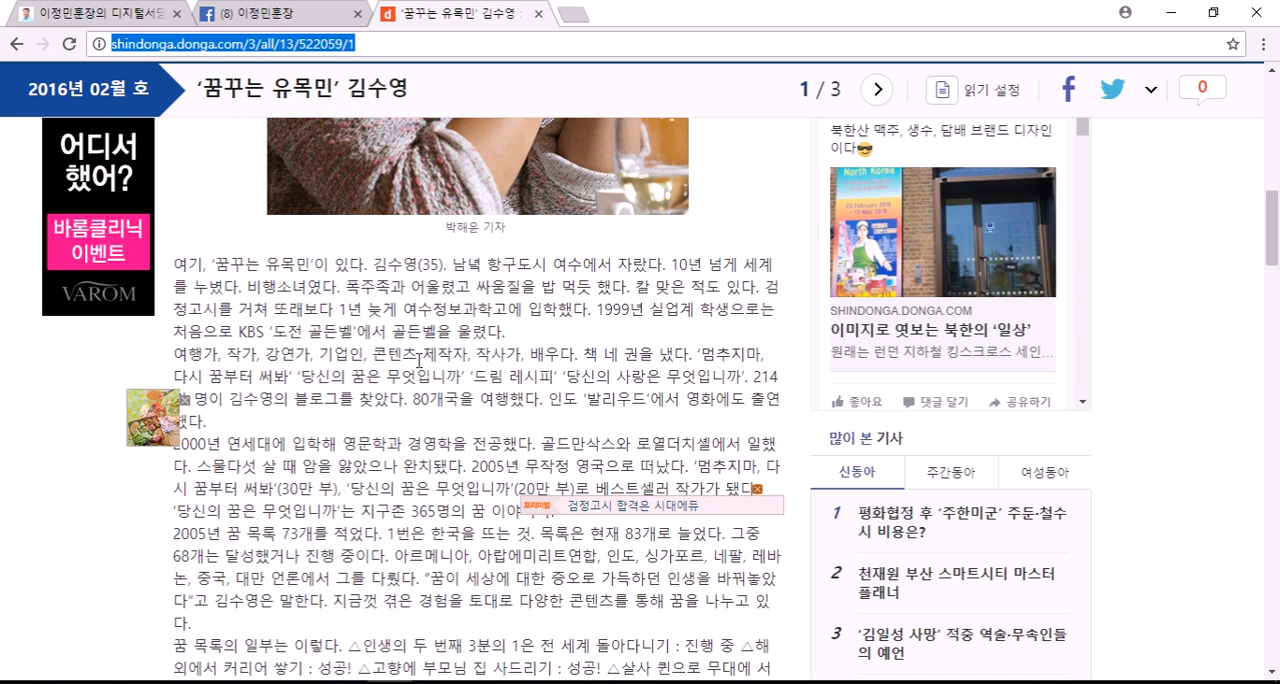 이정민훈장의 디지털서당
(8) 이정민훈장
'꿈꾸는 유목민' 김수영 :
shindonga.donga.com/3/all/13/522059/1
2016년 02월 호
‘꿈꾸는 유목민’ 김수영
1 / 3
읽기 설정
0
어디서
했어?
바롬클리닉
이벤트
VAROM
박해윤 기자
여기, ‘꿈꾸는 유목민’이 있다. 김수영(35). 남녘 항구도시 여수에서 자랐다. 10년 넘게 세계
를 누볐다. 비행소녀였다. 폭주족과 어울렸고 싸움질을 밥 먹듯 했다. 칼 맞은 적도 있다. 검
정고시를 거쳐 또래보다 1년 늦게 여수정보과학고에 입학했다. 1999년 실업계 학생으로는
처음으로 KBS ‘도전 골든벨’에서 골든벨을 울렸다.
여행가, 작가, 강연가, 기업인, 콘텐츠 제작자, 작사가, 배우다. 책 네 권을 냈다. ‘멈추지마,
다시 꿈부터 써봐’ ‘당신의 꿈은 무엇입니까’ ‘드림 레시피’ ‘당신의 사랑은 무엇입니까’. 214
명이 김수영의 블로그를 찾았다. 80개국을 여행했다. 인도 ‘발리우드’에서 영화에도 출연
했다.
2000년 연세대에 입학해 영문학과 경영학을 전공했다. 골드만삭스와 로열더치셸에서 일했
다. 스물다섯 살 때 암을 앓았으나 완치됐다. 2005년 무작정 영국으로 떠났다. ‘멈추지마, 다
시 꿈부터 써봐’(30만 부), ‘당신의 꿈은 무엇입니까’(20만 부)로 베스트셀러 작가가 됐다
‘당신의 꿈은 무엇입니까’는 지구촌 365명의 꿈 이야
프리미엄 검정고시 합격은 시대에듀
2005년 꿈 목록 73개를 적었다. 1번은 한국을 뜨는 것. 목록은 현재 83개로 늘었다. 그중
68개는 달성했거나 진행 중이다. 아르메니아, 아랍에미리트연합, 인도, 싱가포르, 네팔, 레바
논, 중국, 대만 언론에서 그를 다뤘다. “꿈이 세상에 대한 증오로 가득하던 인생을 바꿔놓았
다”고 김수영은 말한다. 지금껏 겪은 경험을 토대로 다양한 콘텐츠를 통해 꿈을 나누고 있
다.
꿈 목록의 일부는 이렇다. △인생의 두 번째 3분의 1은 전 세계 돌아다니기 : 진행 중 △해
외에서 커리어 쌓기 : 성공! △고향에 부모님 집 사드리기 : 성공! △살사 퀸으로 무대에 서
북한산 맥주, 생수, 담배 브랜드 디자인
이다😎
North Korea
SHINDONGA.DONGA.COM
이미지로 엿보는 북한의 ‘일상’
원래는 런던 지하철 킹스크로스 세인...
좋아요 댓글 달기 공유하기
많이 본 기사
신동아 주간동아 여성동아
1 평화협정 후 ‘주한미군’ 주둔·철수
시 비용은?
2 천재원 부산 스마트시티 마스터
플래너
3 ‘김일성 사망’ 적중 역술·무속인들
의 예언